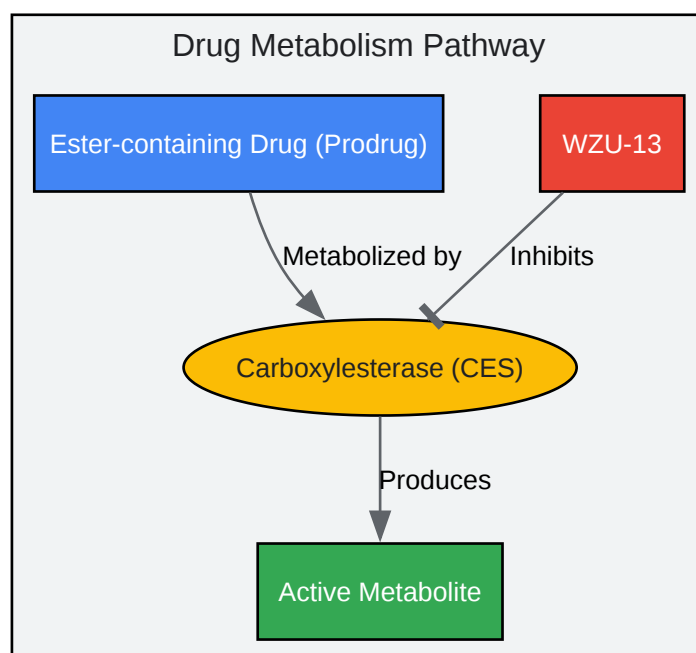 Drug Metabolism Pathway
Ester-containing Drug (Prodrug)
WZU-13
Metabolized by
Inhibits
Carboxylesterase (CES)
Produces
Active Metabolite